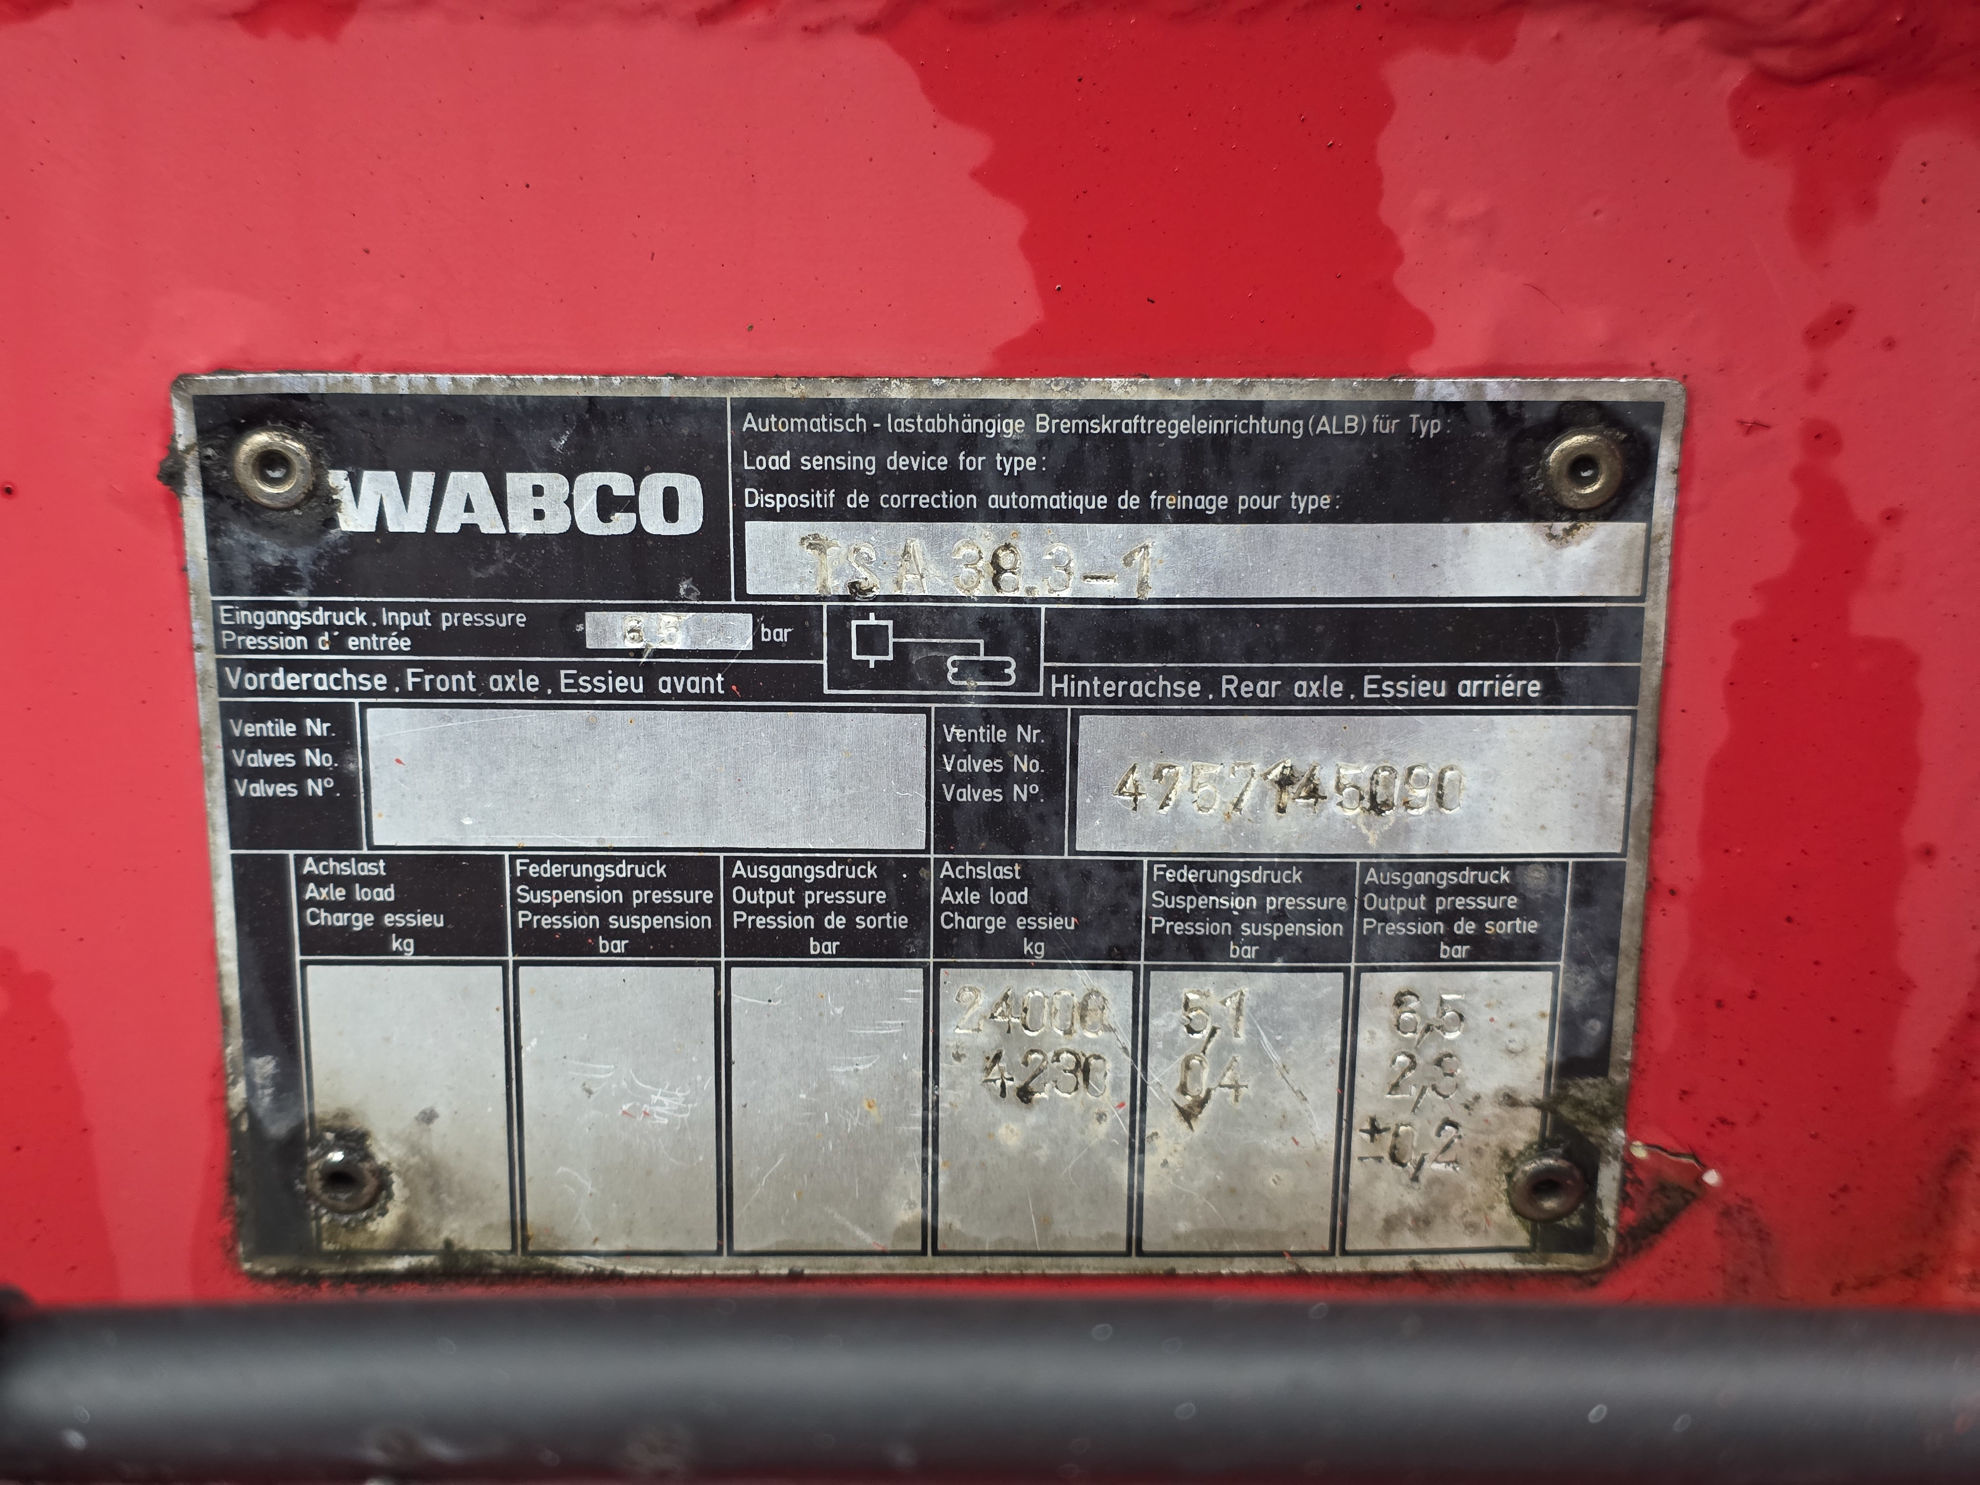 WABCO
Automatisch - lastabhängige Bremskraftregeleinrichtung (ALB) für Typ:
Load sensing device for type:
Dispositif de correction automatique de freinage pour type:
TSA 38.3-1
Eingangsdruck. Input pressure
Pression d´ entrée
6,5 bar
Vorderachse. Front axle. Essieu avant
Hinterachse. Rear axle. Essieu arriére
Ventile Nr.
Valves No.
Valves Nº.
Ventile Nr.
Valves No.
Valves Nº.
4757145090
Achslast
Axle load
Charge essieu
kg
Federungsdruck
Suspension pressure
Pression suspension
bar
Ausgangsdruck
Output pressure
Pression de sortie
bar
Achslast
Axle load
Charge essieu
kg
Federungsdruck
Suspension pressure
Pression suspension
bar
Ausgangsdruck
Output pressure
Pression de sortie
bar
24000 5,1 6,5
4230 0,4 2,3
±0,2